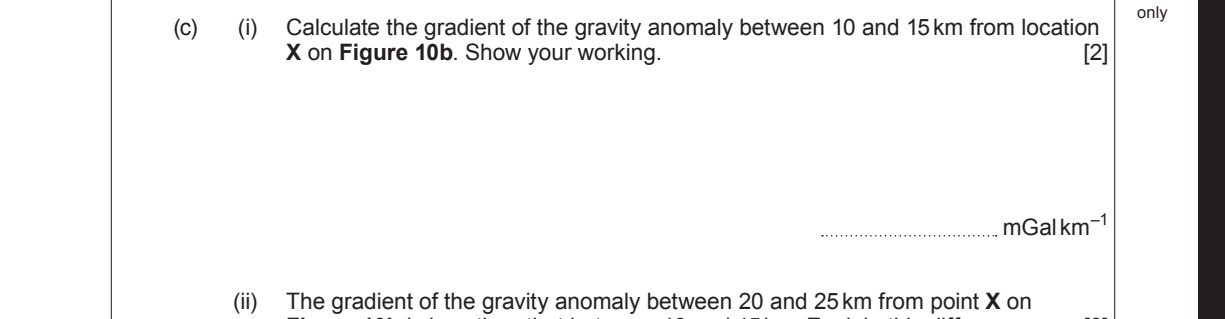 only
(c) (i) Calculate the gradient of the gravity anomaly between 10 and 15 km from location
X on Figure 10b. Show your working. [2]
mGal km–1
(ii) The gradient of the gravity anomaly between 20 and 25 km from point X on